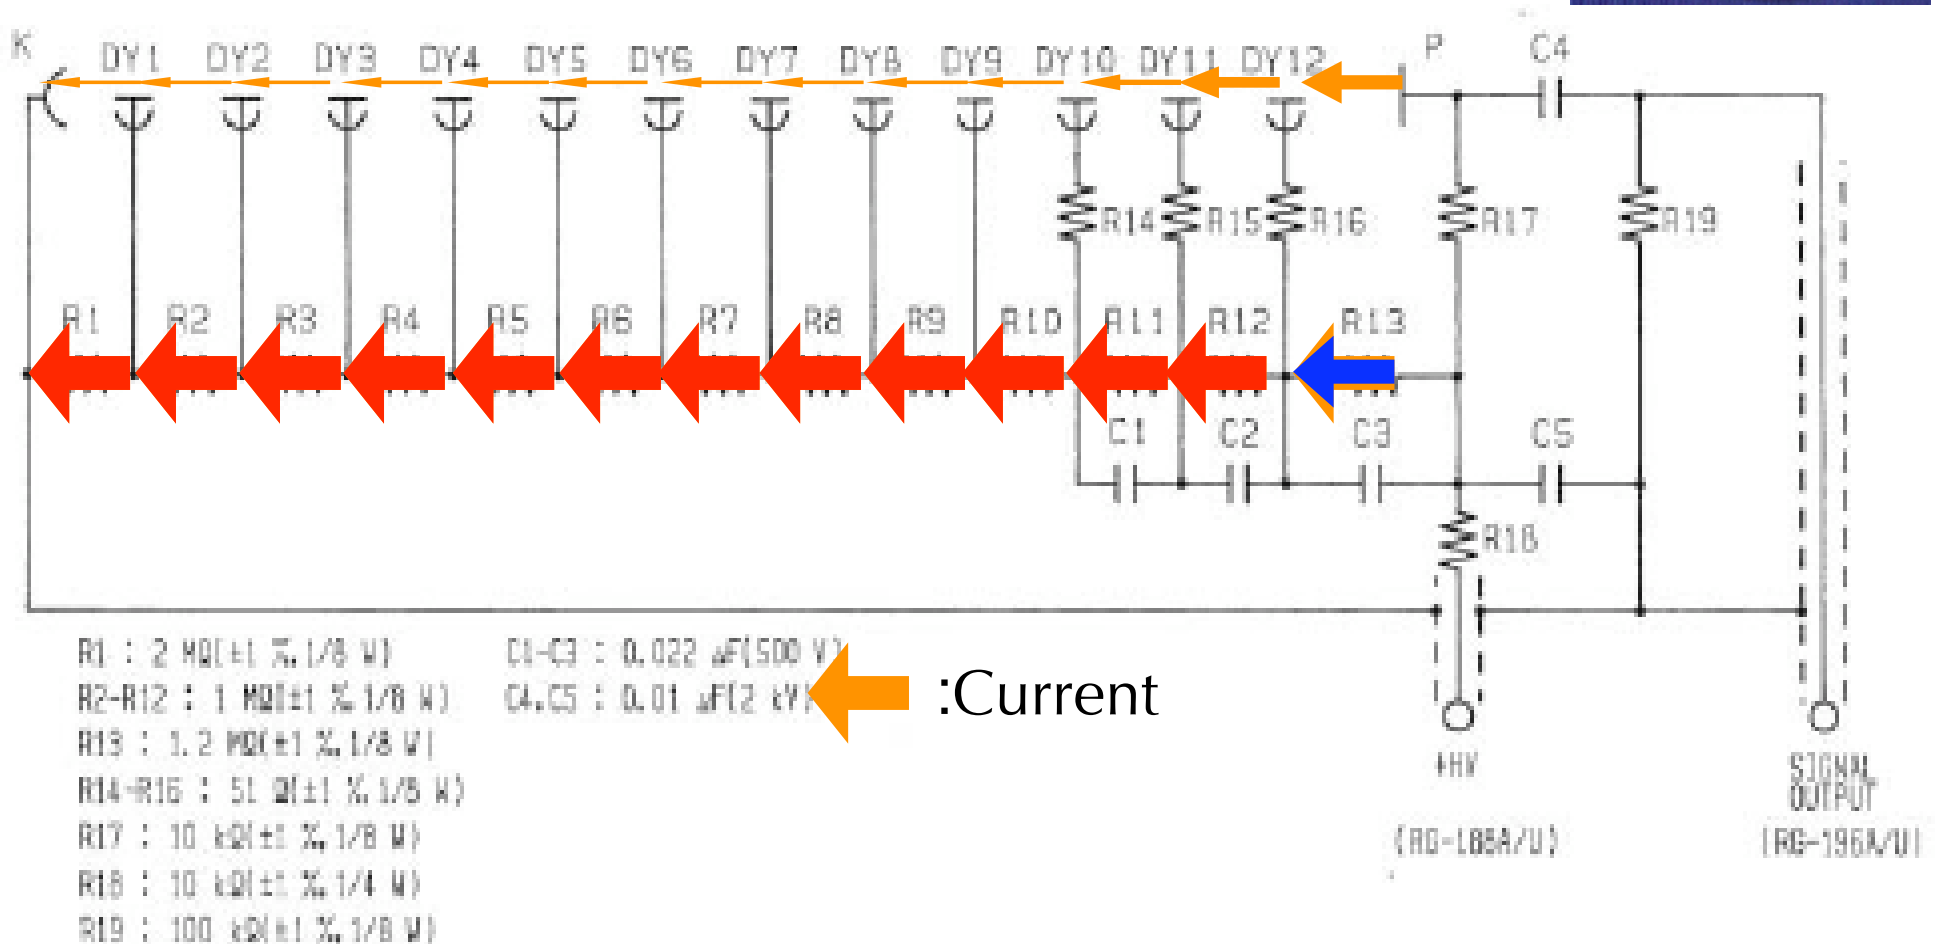 K DY1 DY2 DY3 DY4 DY5 DY6 DY7 DY8 DY9 DY10 DY11 DY12 P C4
R14 R15 R16 R17 R19
R1 R2 R3 R4 R5 R6 R7 R8 R9 R10 R11 R12 R13
C1 C2 C3 C5
R18
R1 : 2 MΩ(±1 %,1/8 W) C1-C3 : 0.022 µF(500 V)
R2-R12 : 1 MΩ(±1 %,1/8 W) C4,C5 : 0.01 µF(2 kV) :Current
R13 : 1.2 MΩ(±1 %,1/8 W)
R14-R16 : 51 Ω(±1 %,1/8 W)
R17 : 10 kΩ(±1 %,1/8 W)
R18 : 10 kΩ(±1 %,1/4 W)
R19 : 100 kΩ(±1 %,1/8 W)
+HV
(RG-188A/U)
SIGNAL
OUTPUT
(RG-196A/U)